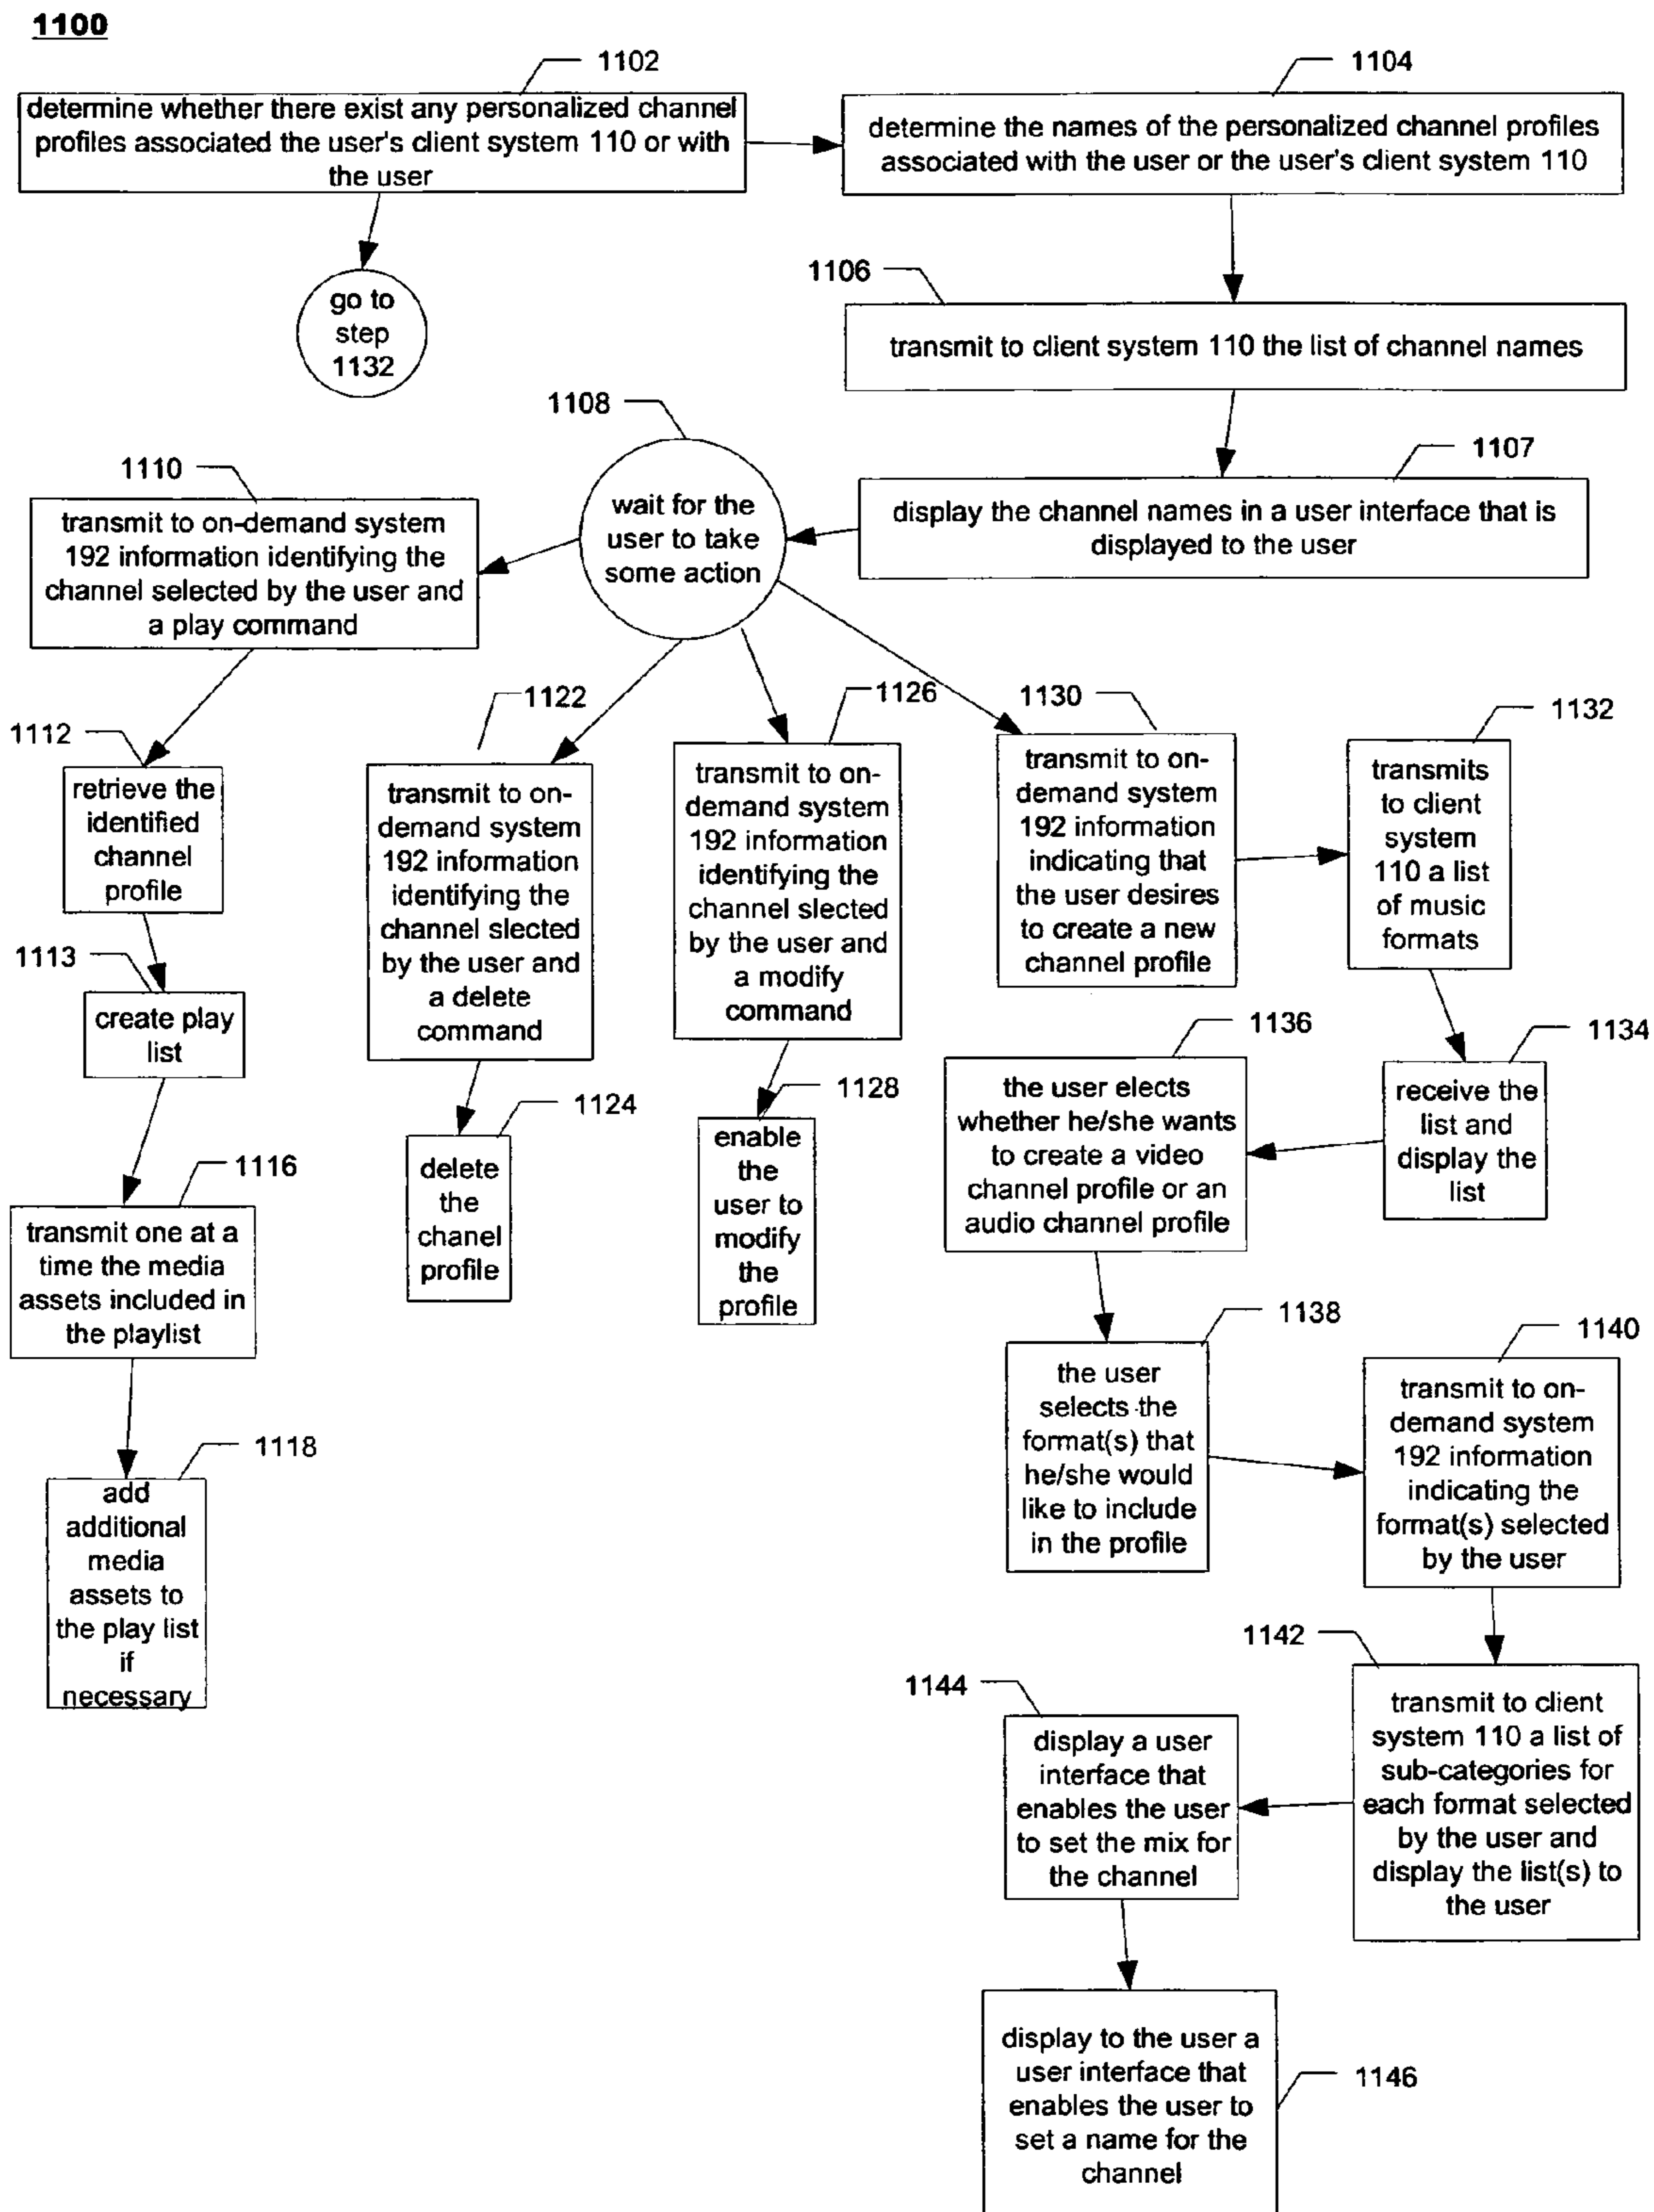 1100
1102
determine whether there exist any personalized channel
profiles associated the user's client system 110 or with
the user
1104
determine the names of the personalized channel profiles
associated with the user or the user's client system 110
go to
step
1132
1106
transmit to client system 110 the list of channel names
1107
display the channel names in a user interface that is
displayed to the user
1108
wait for the
user to take
some action
1110
transmit to on-demand system
192 information identifying the
channel selected by the user and
a play command
1112
retrieve the
identified
channel
profile
1113
create play
list
1116
transmit one at a
time the media
assets included in
the playlist
1118
add
additional
media
assets to
the play list
if
necessary
1122
transmit to on-
demand system
192 information
identifying the
channel slected
by the user and
a delete
command
1124
delete
the
chanel
profile
1126
transmit to on-
demand system
192 information
identifying the
channel slected
by the user and
a modify
command
1128
enable
the
user to
modify
the
profile
1130
transmit to on-
demand system
192 information
indicating that
the user desires
to create a new
channel profile
1132
transmits
to client
system
110 a list
of music
formats
1134
receive the
list and
display the
list
1136
the user elects
whether he/she wants
to create a video
channel profile or an
audio channel profile
1138
the user
selects the
format(s) that
he/she would
like to include
in the profile
1140
transmit to on-
demand system
192 information
indicating the
format(s) selected
by the user
1142
transmit to client
system 110 a list of
sub-categories for
each format selected
by the user and
display the list(s) to
the user
1144
display a user
interface that
enables the user
to set the mix for
the channel
1146
display to the user a
user interface that
enables the user to
set a name for the
channel